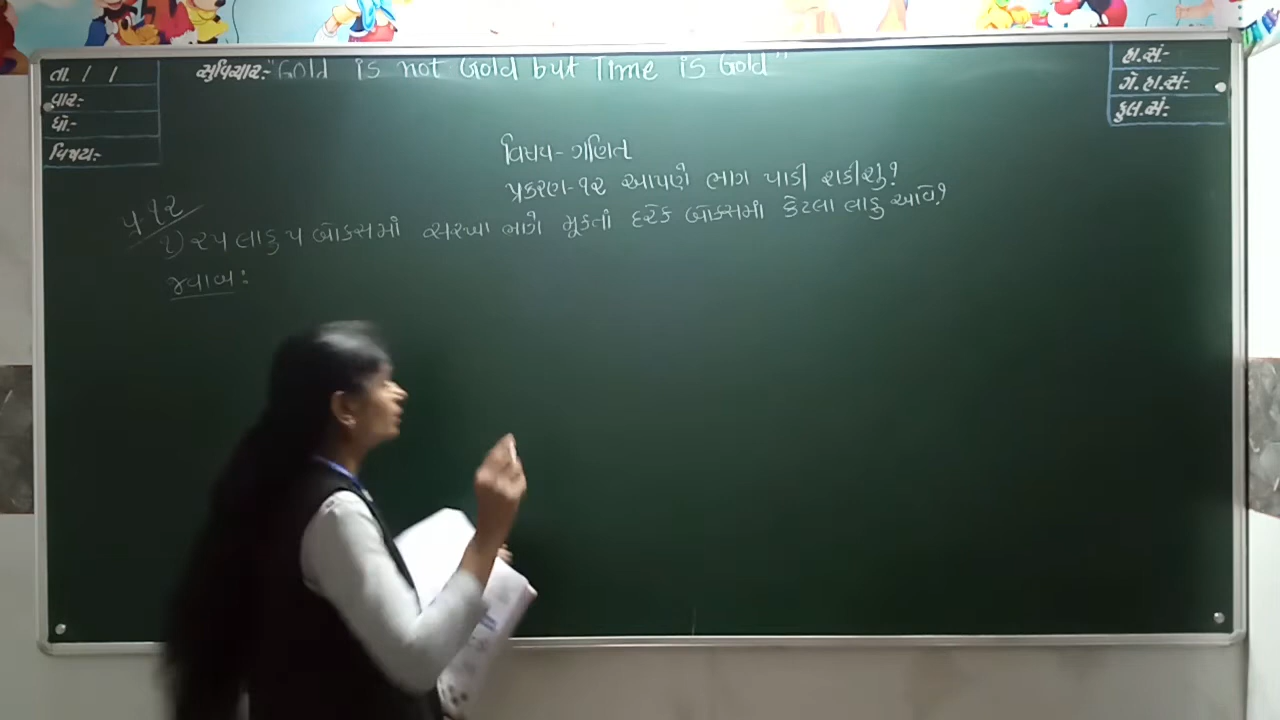 તા. / /
વાર:-
ધો.-
વિષય:-
સુવિચાર:- "Gold is not Gold but Time is Gold"
હા.સં:-
ગે.હા.સં:-
કુલ.સં:-
વિષય- ગણિત
પ્રકરણ-૧૨ આપણે ભાગ પાડી શકીશું?
૫ ૧૨
૧) ૨૫ લાડુ ૫ બોક્સમાં સરખા ભાગે મૂકતાં દરેક બોક્સમાં કેટલા લાડુ આવે?
જવાબ: